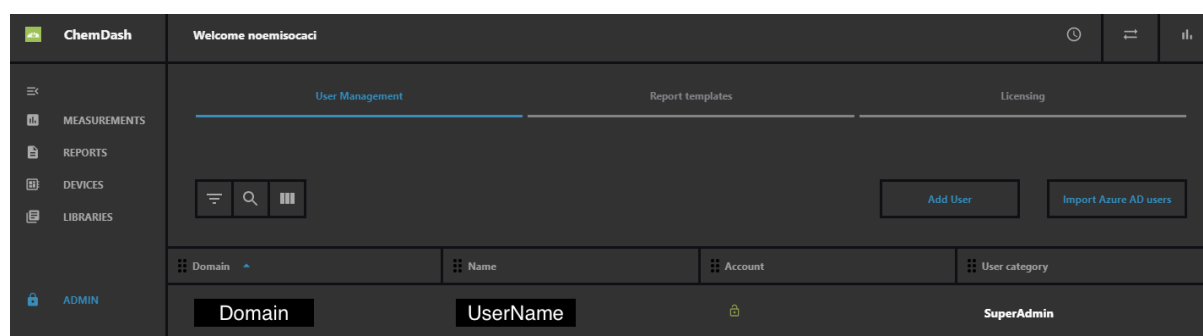 ChemDash
Welcome noemisocaci
User Management
Report templates
Licensing
MEASUREMENTS
REPORTS
DEVICES
LIBRARIES
ADMIN
Add User
Import Azure AD users
Domain
Name
Account
User category
Domain
UserName
SuperAdmin